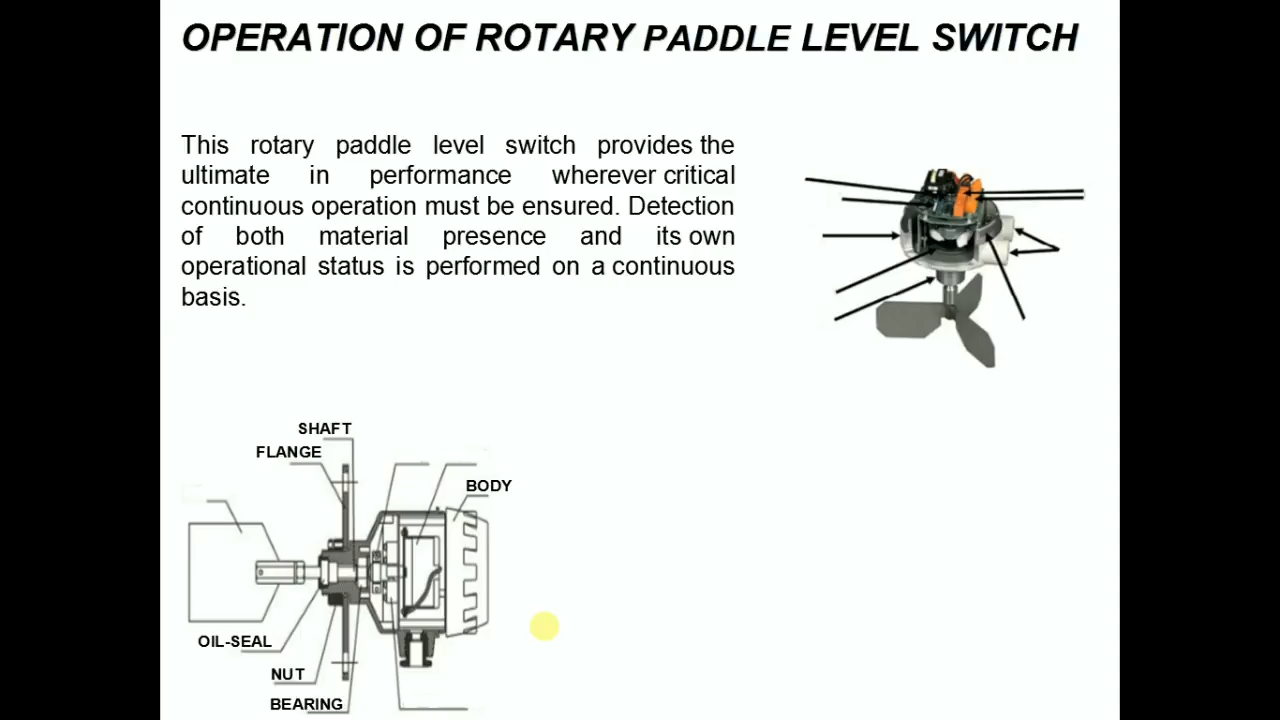 OPERATION OF ROTARY PADDLE LEVEL SWITCH
This rotary paddle level switch provides the
ultimate in performance wherever critical
continuous operation must be ensured. Detection
of both material presence and its own
operational status is performed on a continuous
basis.
SHAFT
FLANGE
BODY
OIL-SEAL
NUT
BEARING